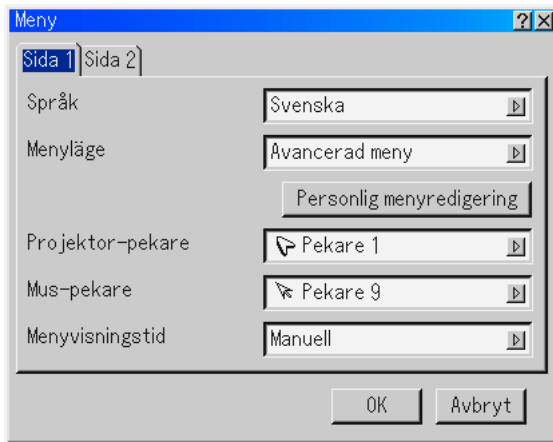 Meny
Sida 1 Sida 2
Språk Svenska
Menyläge Avancerad meny
Personlig menyredigering
Projektor-pekare Pekare 1
Mus-pekare Pekare 9
Menyvisningstid Manuell
OK Avbryt